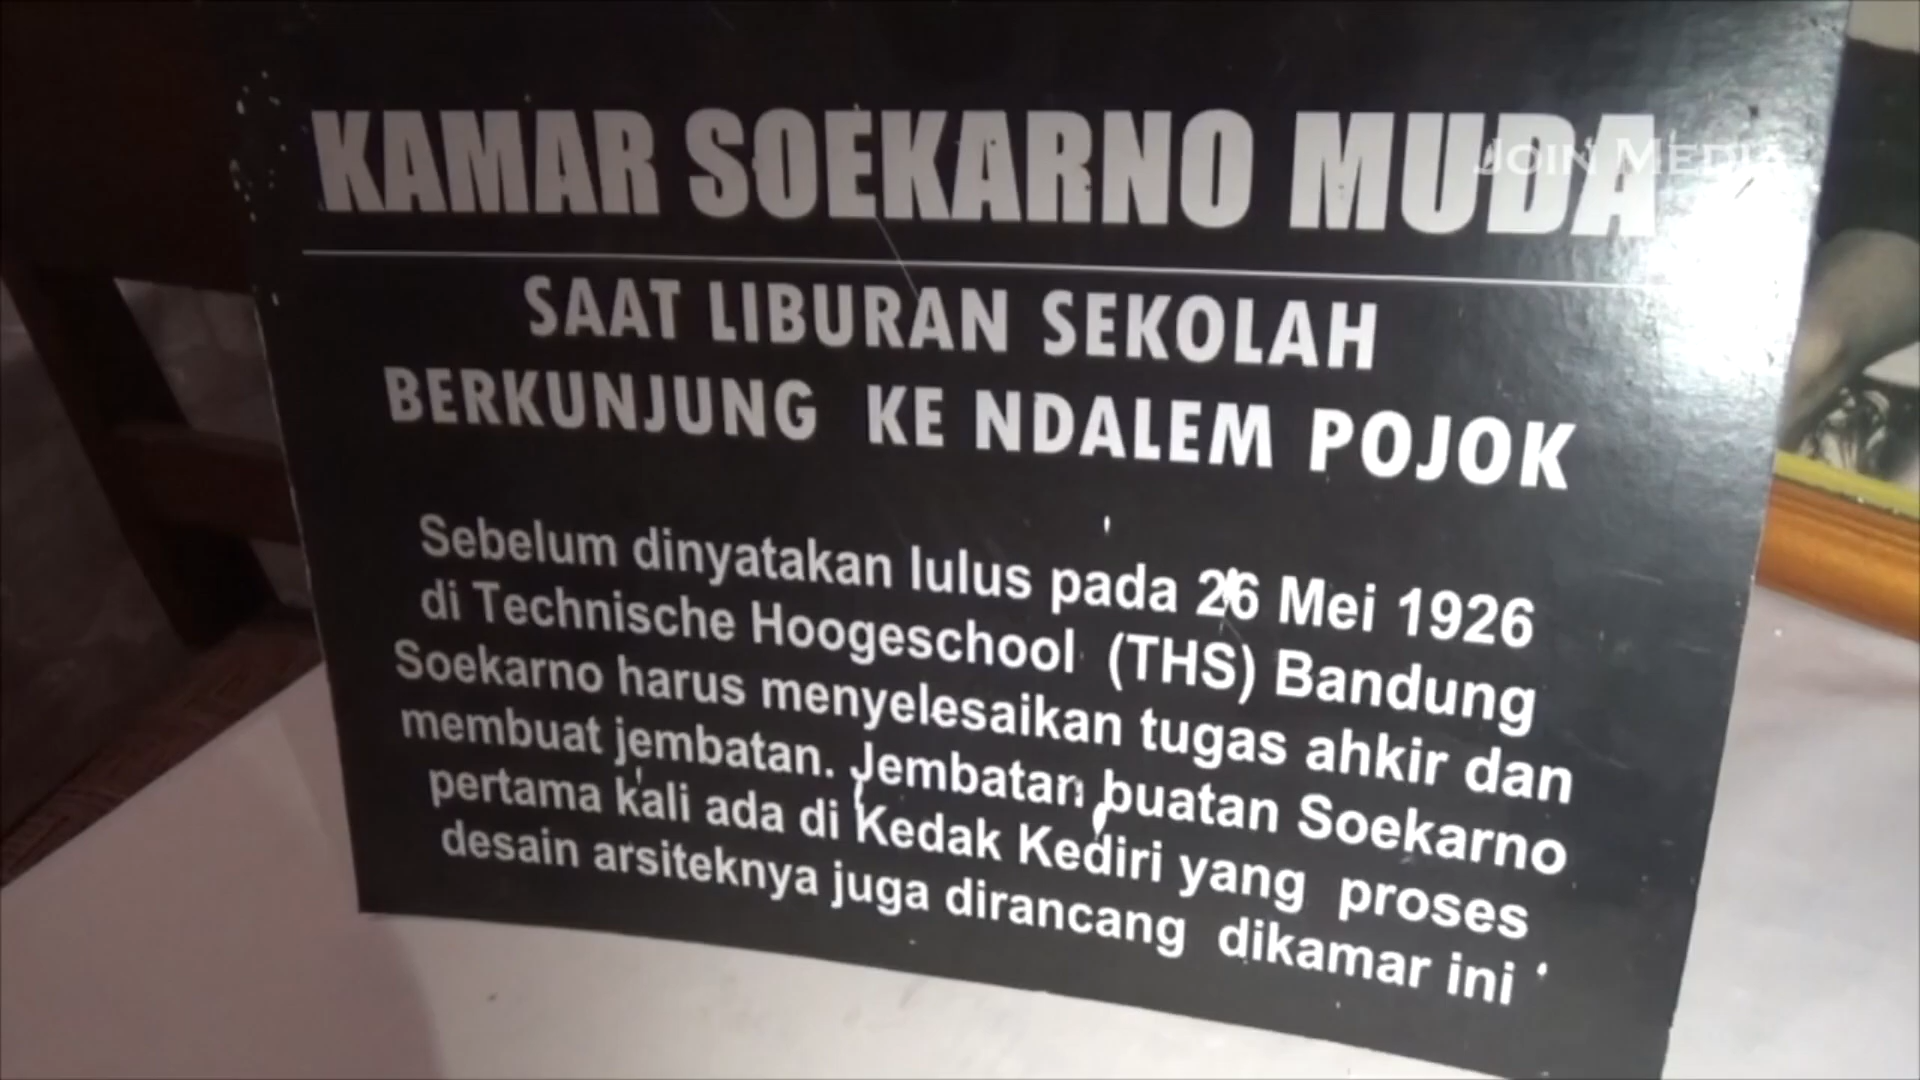 KAMAR SOEKARNO MUDA
JOIN MEDIA
SAAT LIBURAN SEKOLAH
BERKUNJUNG KE NDALEM POJOK
Sebelum dinyatakan lulus pada 26 Mei 1926
di Technische Hoogeschool (THS) Bandung
Soekarno harus menyelesaikan tugas ahkir dan
membuat jembatan. Jembatan buatan Soekarno
pertama kali ada di Kedak Kediri yang proses
desain arsiteknya juga dirancang dikamar ini